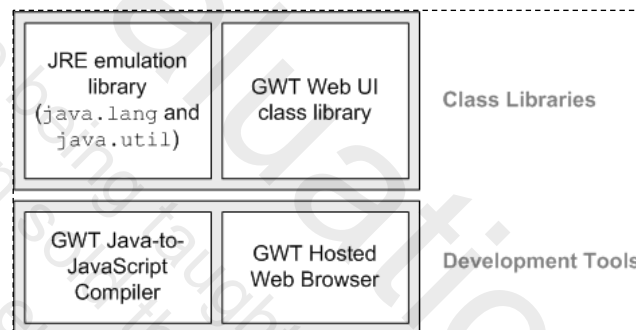 JRE emulation
library
(java.lang and
java.util)
GWT Web UI
class library
Class Libraries
GWT Java-to-
JavaScript
Compiler
GWT Hosted
Web Browser
Development Tools